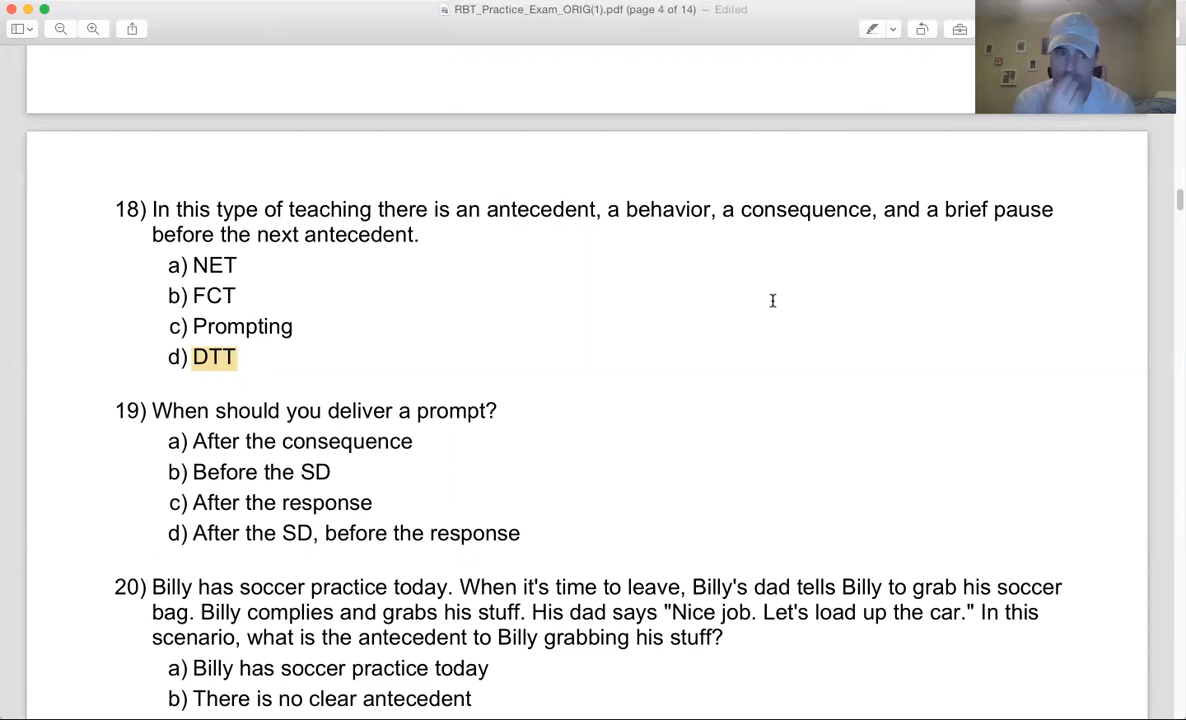 RBT_Practice_Exam_ORIG(1).pdf (page 4 of 14) — Edited
18) In this type of teaching there is an antecedent, a behavior, a consequence, and a brief pause
before the next antecedent.
a) NET
b) FCT
c) Prompting
d) DTT
19) When should you deliver a prompt?
a) After the consequence
b) Before the SD
c) After the response
d) After the SD, before the response
20) Billy has soccer practice today. When it's time to leave, Billy's dad tells Billy to grab his soccer
bag. Billy complies and grabs his stuff. His dad says "Nice job. Let's load up the car." In this
scenario, what is the antecedent to Billy grabbing his stuff?
a) Billy has soccer practice today
b) There is no clear antecedent